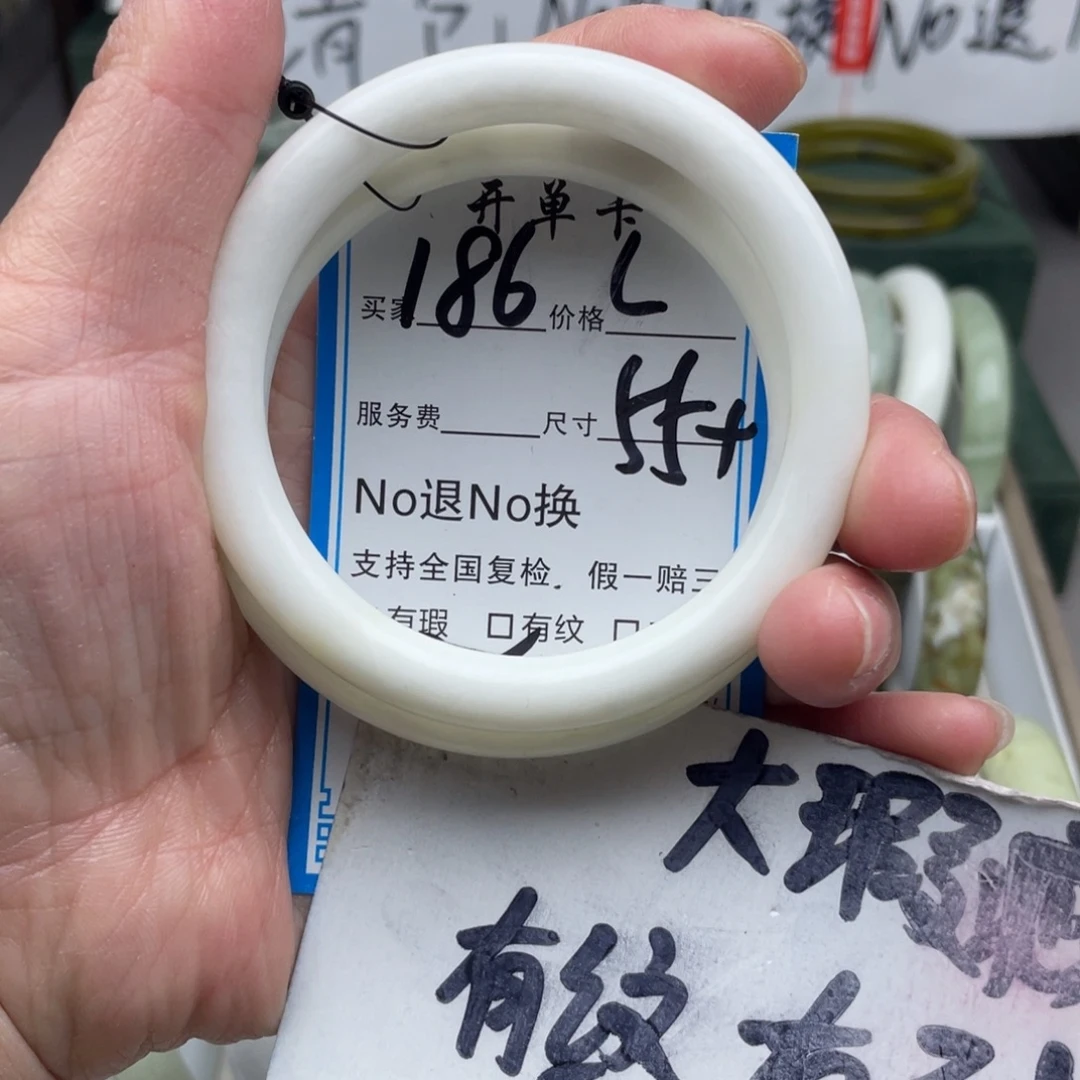 No换 No退
开单卡
买家 186 价格 L
服务费 尺寸 55+
No退No换
支持全国复检，假一赔三
有瑕 口有纹 口
大瑕疵
有纹 有